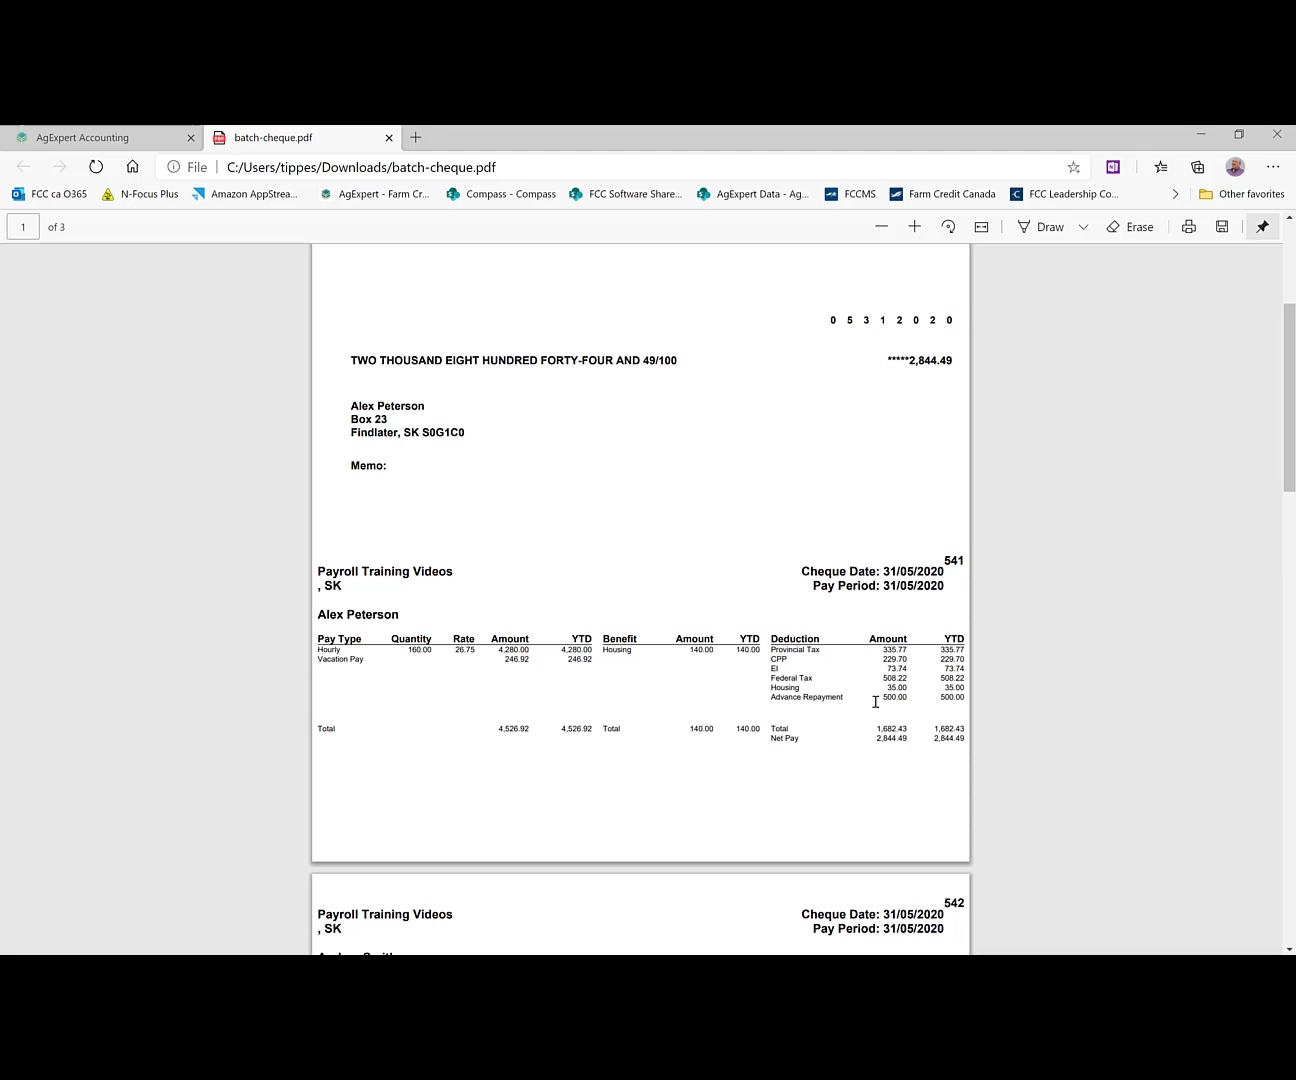 AgExpert Accounting
batch-cheque.pdf
File C:/Users/tippes/Downloads/batch-cheque.pdf
FCC ca O365 N-Focus Plus Amazon AppStrea... AgExpert - Farm Cr... Compass - Compass FCC Software Share... AgExpert Data - Ag... FCCMS Farm Credit Canada FCC Leadership Co... Other favorites
1 of 3 Draw Erase
0 5 3 1 2 0 2 0
TWO THOUSAND EIGHT HUNDRED FORTY-FOUR AND 49/100 *****2,844.49
Alex Peterson
Box 23
Findlater, SK S0G1C0
Memo:
541
Payroll Training Videos Cheque Date: 31/05/2020
, SK Pay Period: 31/05/2020
Alex Peterson
Pay Type Quantity Rate Amount YTD Benefit Amount YTD Deduction Amount YTD
Hourly 160.00 26.75 4,280.00 4,280.00 Housing 140.00 140.00 Provincial Tax 335.77 335.77
Vacation Pay 246.92 246.92 CPP 229.70 229.70
EI 73.74 73.74
Federal Tax 508.22 508.22
Housing 35.00 35.00
Advance Repayment 500.00 500.00
Total 4,526.92 4,526.92 Total 140.00 140.00 Total 1,682.43 1,682.43
Net Pay 2,844.49 2,844.49
542
Payroll Training Videos Cheque Date: 31/05/2020
, SK Pay Period: 31/05/2020